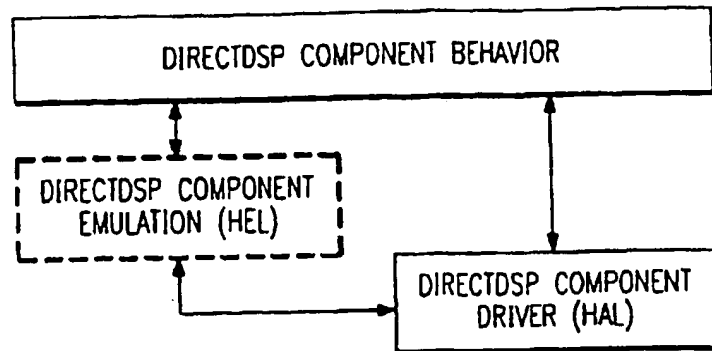 DIRECTDSP COMPONENT BEHAVIOR
DIRECTDSP COMPONENT
EMULATION (HEL)
DIRECTDSP COMPONENT
DRIVER (HAL)